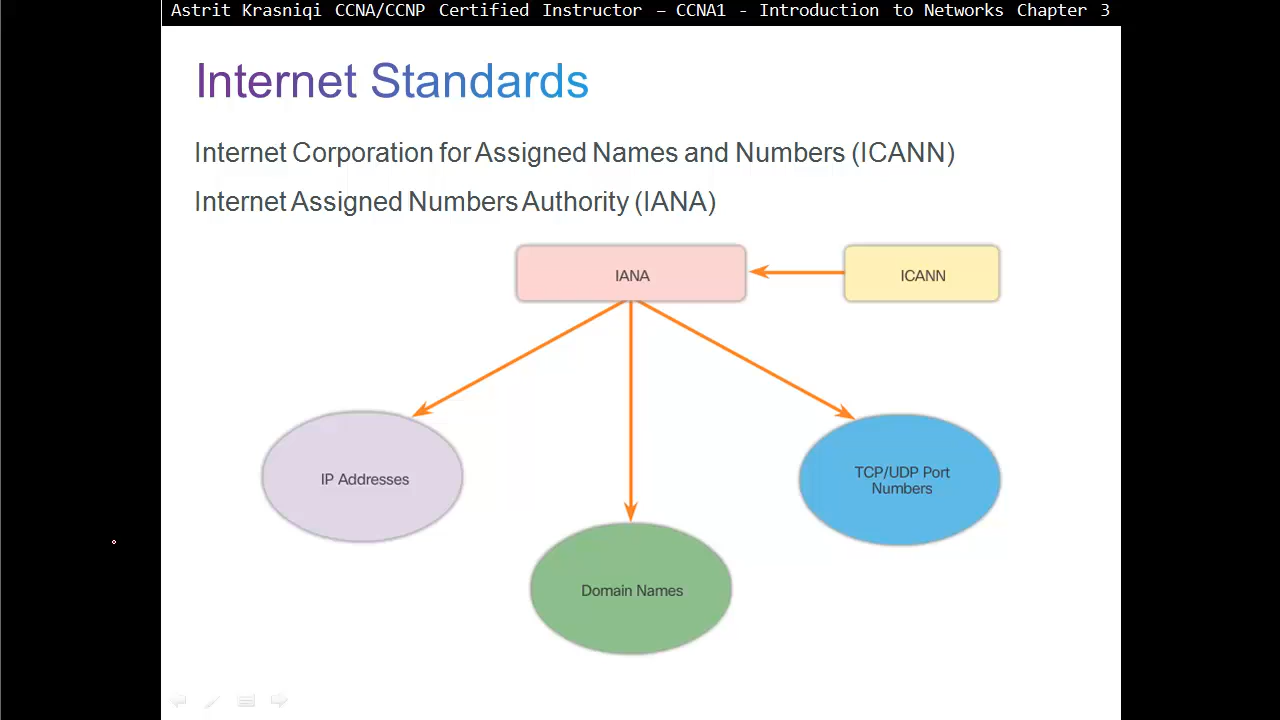 Astrit Krasniqi CCNA/CCNP Certified Instructor – CCNA1 - Introduction to Networks Chapter 3
Internet Standards
Internet Corporation for Assigned Names and Numbers (ICANN)
Internet Assigned Numbers Authority (IANA)
IANA
ICANN
IP Addresses
TCP/UDP Port
Numbers
Domain Names